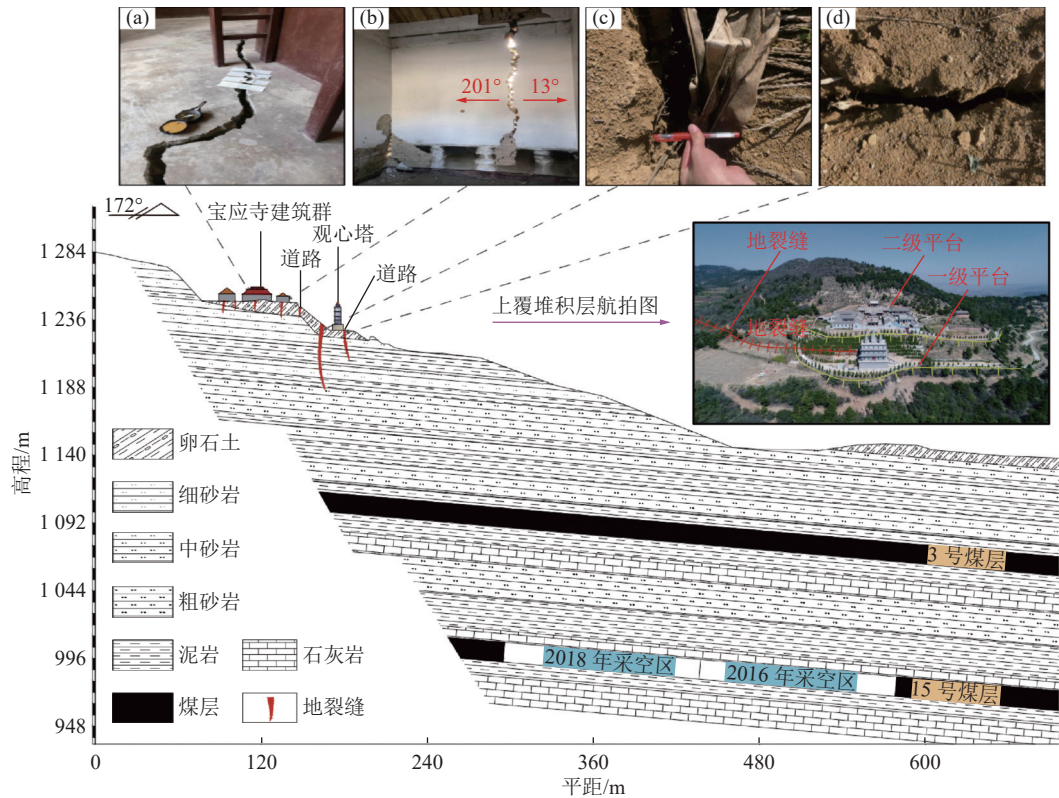 (a)
(b)
(c)
(d)
201°
13°
172°
宝应寺建筑群
观心塔
道路
道路
上覆堆积层航拍图
地裂缝
二级平台
一级平台
地裂缝
高程/m
1 284
1 236
1 188
1 140
1 092
1 044
996
948
卵石土
细砂岩
中砂岩
粗砂岩
泥岩
石灰岩
煤层
地裂缝
3 号煤层
2018 年采空区
2016 年采空区
15 号煤层
0
120
240
360
480
600
平距/m